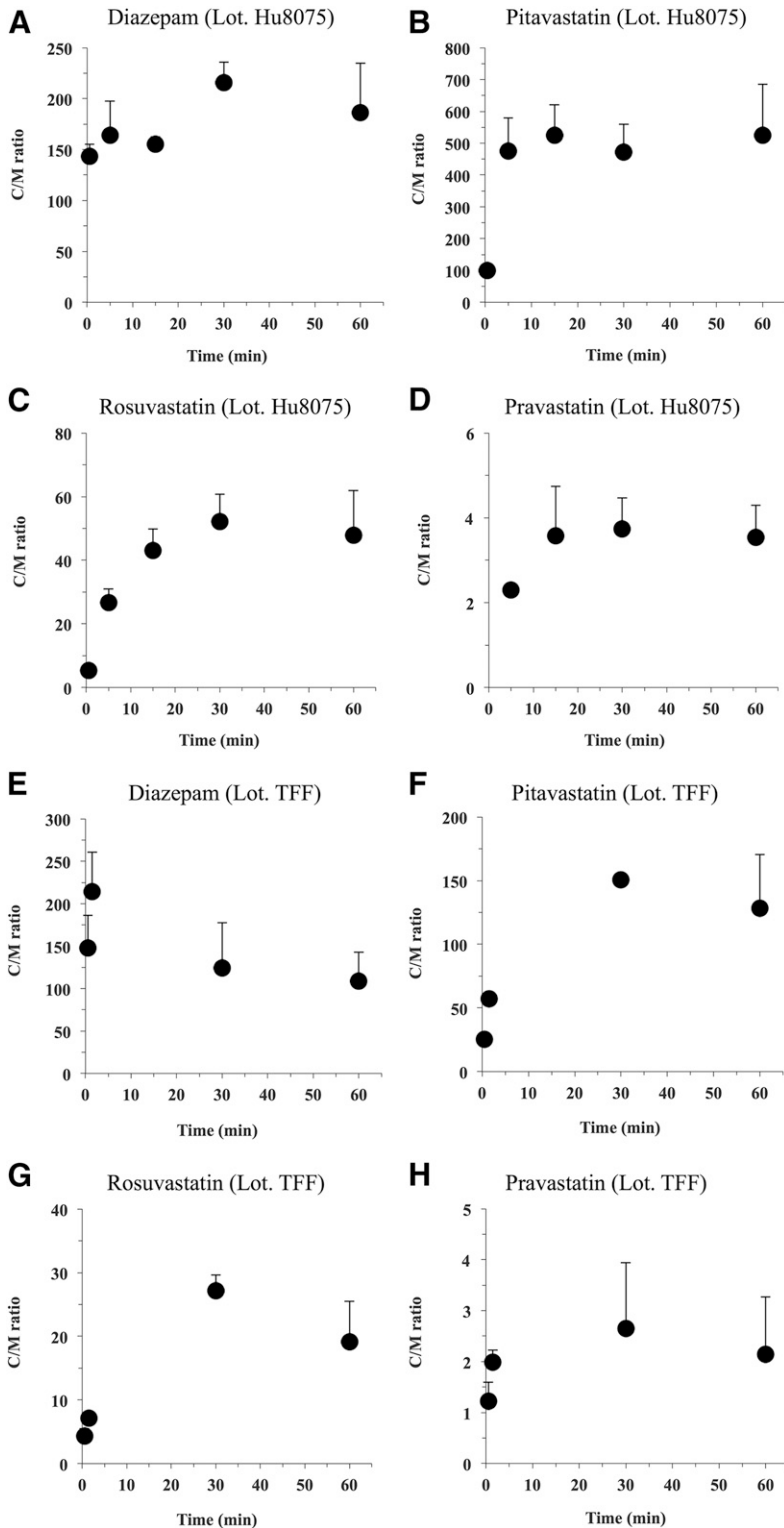 A
Diazepam (Lot. Hu8075)
250
200
150
100
50
0
C/M ratio
0 10 20 30 40 50 60
Time (min)
B
Pitavastatin (Lot. Hu8075)
800
700
600
500
400
300
200
100
0
C/M ratio
0 10 20 30 40 50 60
Time (min)
C
Rosuvastatin (Lot. Hu8075)
80
60
40
20
0
C/M ratio
0 10 20 30 40 50 60
Time (min)
D
Pravastatin (Lot. Hu8075)
6
4
2
0
C/M ratio
0 10 20 30 40 50 60
Time (min)
E
Diazepam (Lot. TFF)
300
250
200
150
100
50
0
C/M ratio
0 10 20 30 40 50 60
Time (min)
F
Pitavastatin (Lot. TFF)
200
150
100
50
0
C/M ratio
0 10 20 30 40 50 60
Time (min)
G
Rosuvastatin (Lot. TFF)
40
30
20
10
0
C/M ratio
0 10 20 30 40 50 60
Time (min)
H
Pravastatin (Lot. TFF)
5
4
3
2
1
0
C/M ratio
0 10 20 30 40 50 60
Time (min)